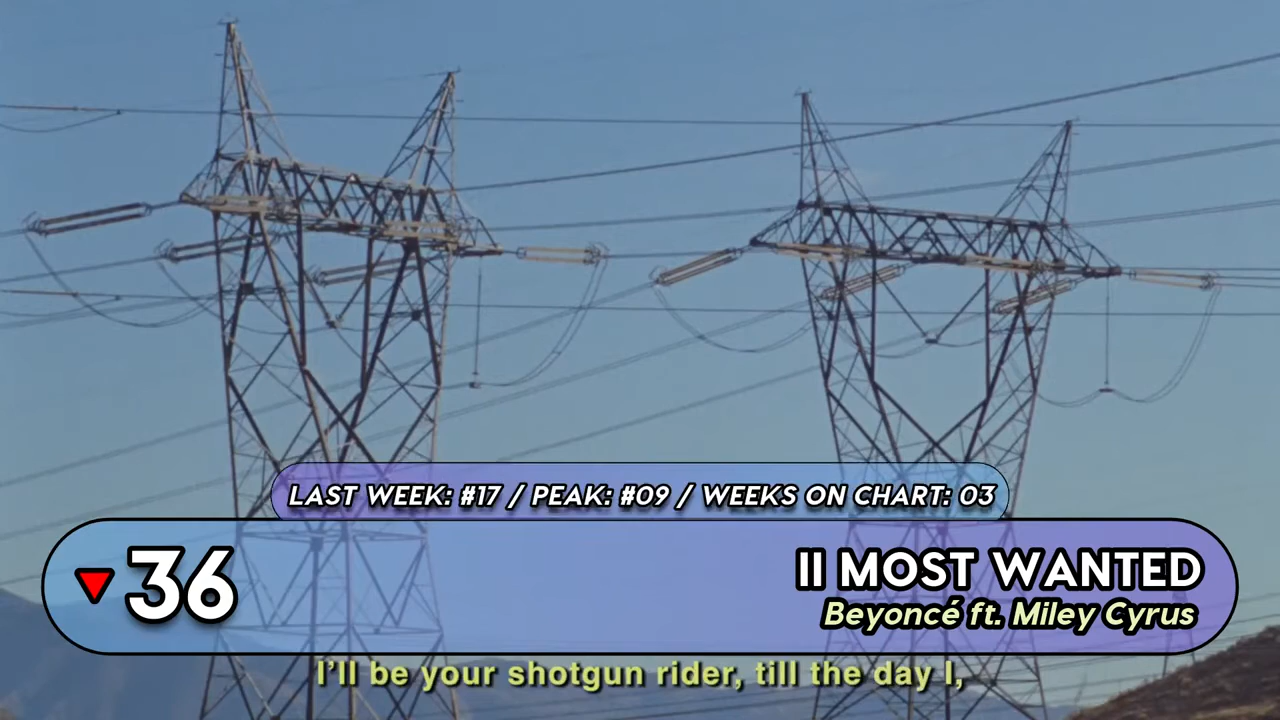 LAST WEEK: #17 / PEAK: #09 / WEEKS ON CHART: 03
36
II MOST WANTED
Beyoncé ft. Miley Cyrus
I'll be your shotgun rider, till the day I,